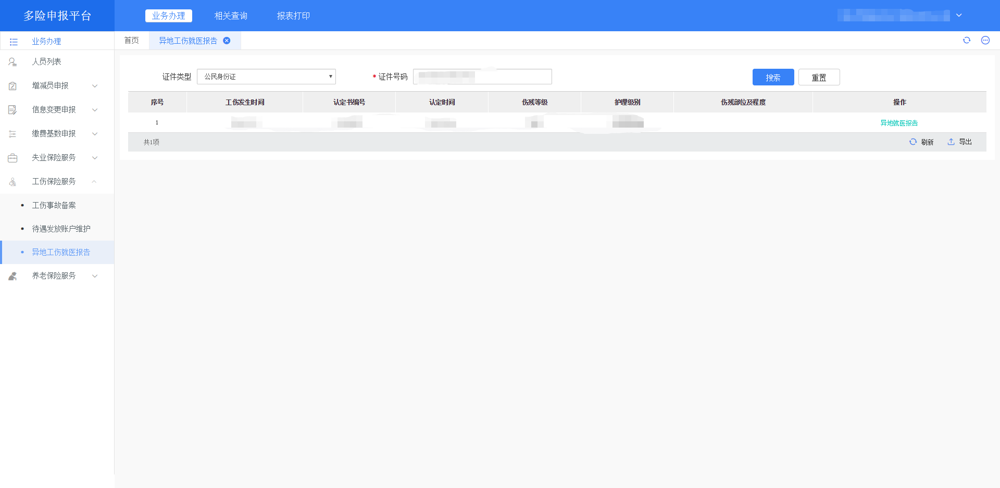 多险申报平台
业务办理 相关查询 报表打印
业务办理
首页 异地工伤就医报告
人员列表
增减员申报
信息变更申报
缴费基数申报
失业保险服务
工伤保险服务
工伤事故备案
待遇发放账户维护
异地工伤就医报告
养老保险服务
证件类型 公民身份证 * 证件号码 搜索 重置
序号 工伤发生时间 认定书编号 认定时间 伤残等级 护理级别 伤残部位及程度 操作
1 异地就医报告
共1项 刷新 导出